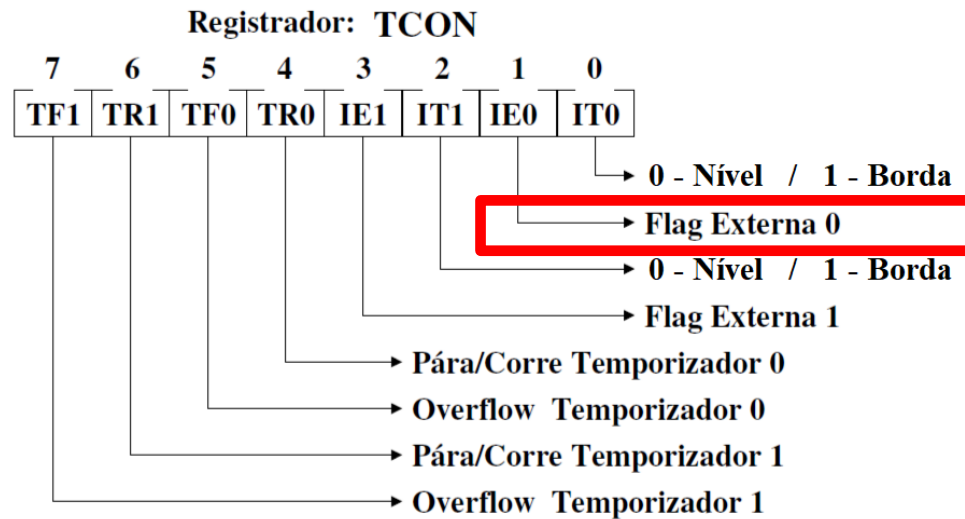 Registrador: TCON
7 6 5 4 3 2 1 0
TF1 TR1 TF0 TR0 IE1 IT1 IE0 IT0
0 - Nível / 1 - Borda
Flag Externa 0
0 - Nível / 1 - Borda
Flag Externa 1
Pára/Corre Temporizador 0
Overflow Temporizador 0
Pára/Corre Temporizador 1
Overflow Temporizador 1